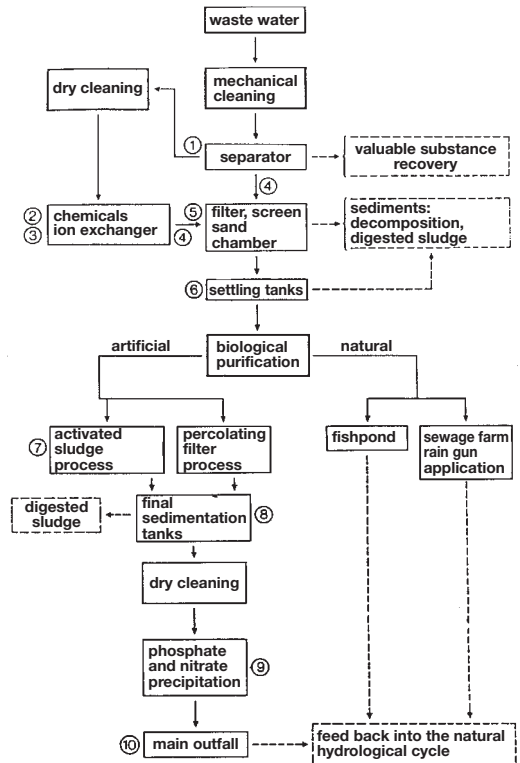 waste water
mechanical
cleaning
dry cleaning
①
separator
valuable substance
recovery
④
②
③
chemicals
ion exchanger
④
⑤
filter, screen
sand
chamber
sediments:
decomposition,
digested sludge
⑥
settling tanks
artificial
biological
purification
natural
⑦
activated
sludge
process
percolating
filter
process
fishpond
sewage farm
rain gun
application
digested
sludge
final
sedimentation
tanks
⑧
dry cleaning
phosphate
and nitrate
precipitation
⑨
⑩
main outfall
feed back into the natural
hydrological cycle